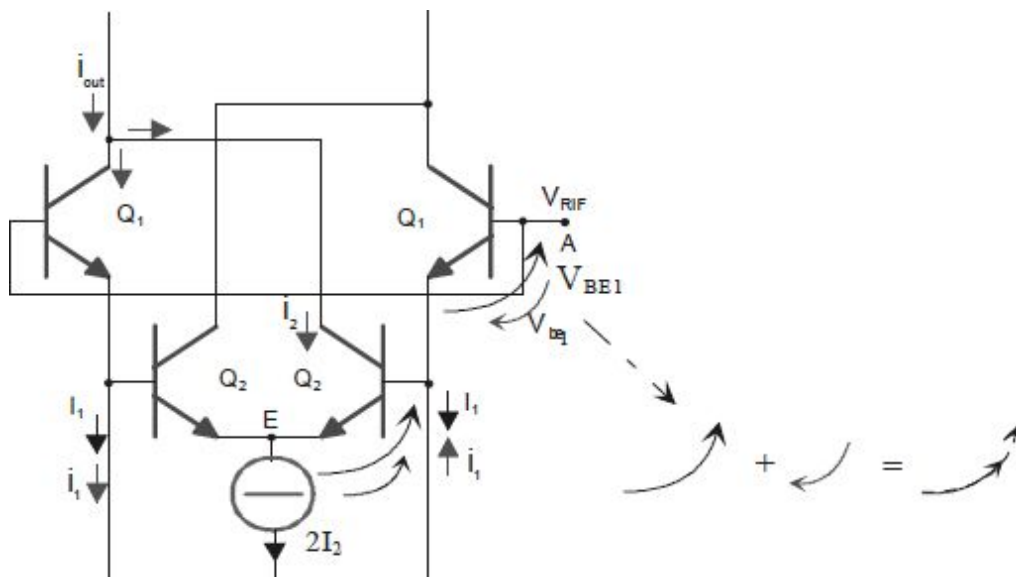 i_out
Q₁
Q₁
V_RIF
A
V_BE1
i₂
V_be1
Q₂
Q₂
I₁
E
I₁
i₁
i₁
+
=
2I₂